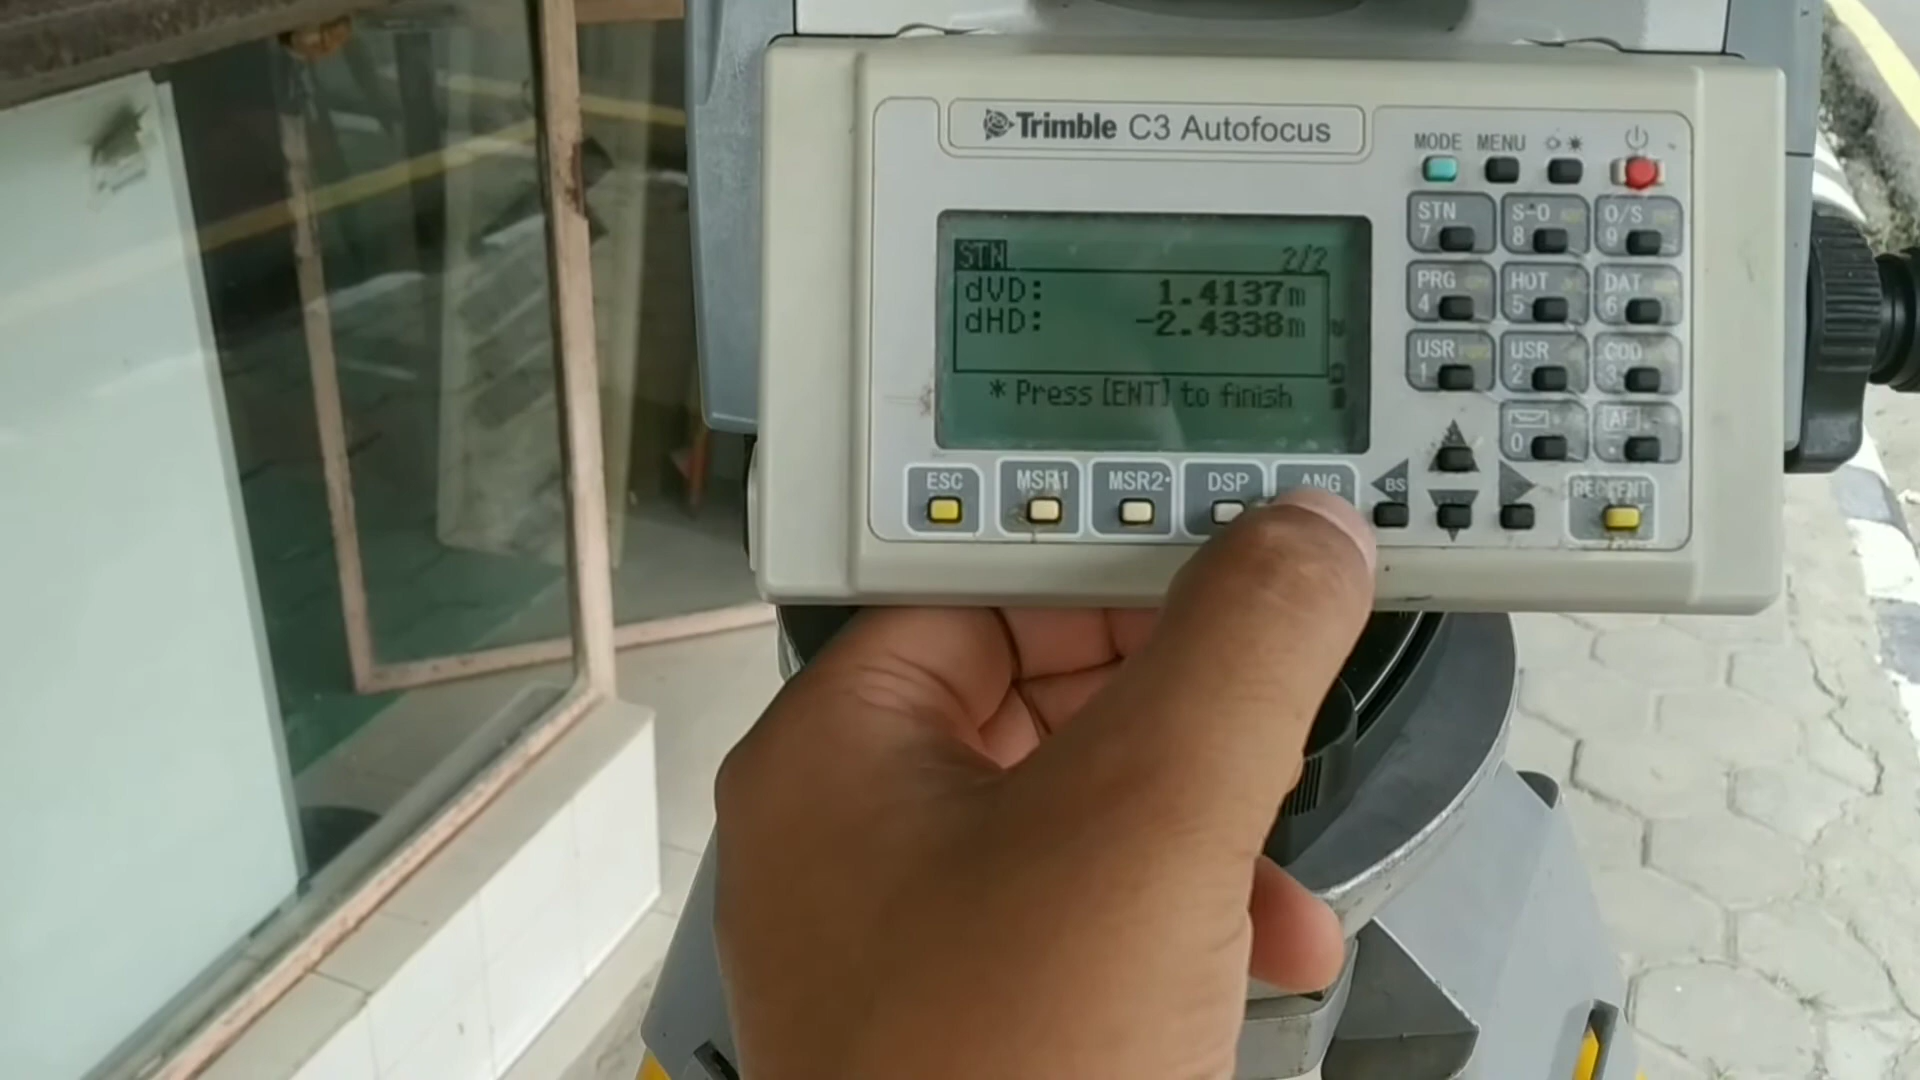 Trimble C3 Autofocus
MODE MENU
STN 2/2
dVD: 1.4137m
dHD: -2.4338m
* Press [ENT] to finish
STN S-O O/S
7 8 9
PRG HOT DAT
4 5 6
USR USR COD
1 2 3
AF
0 .
ESC MSR1 MSR2 DSP ANG BS REC/ENT